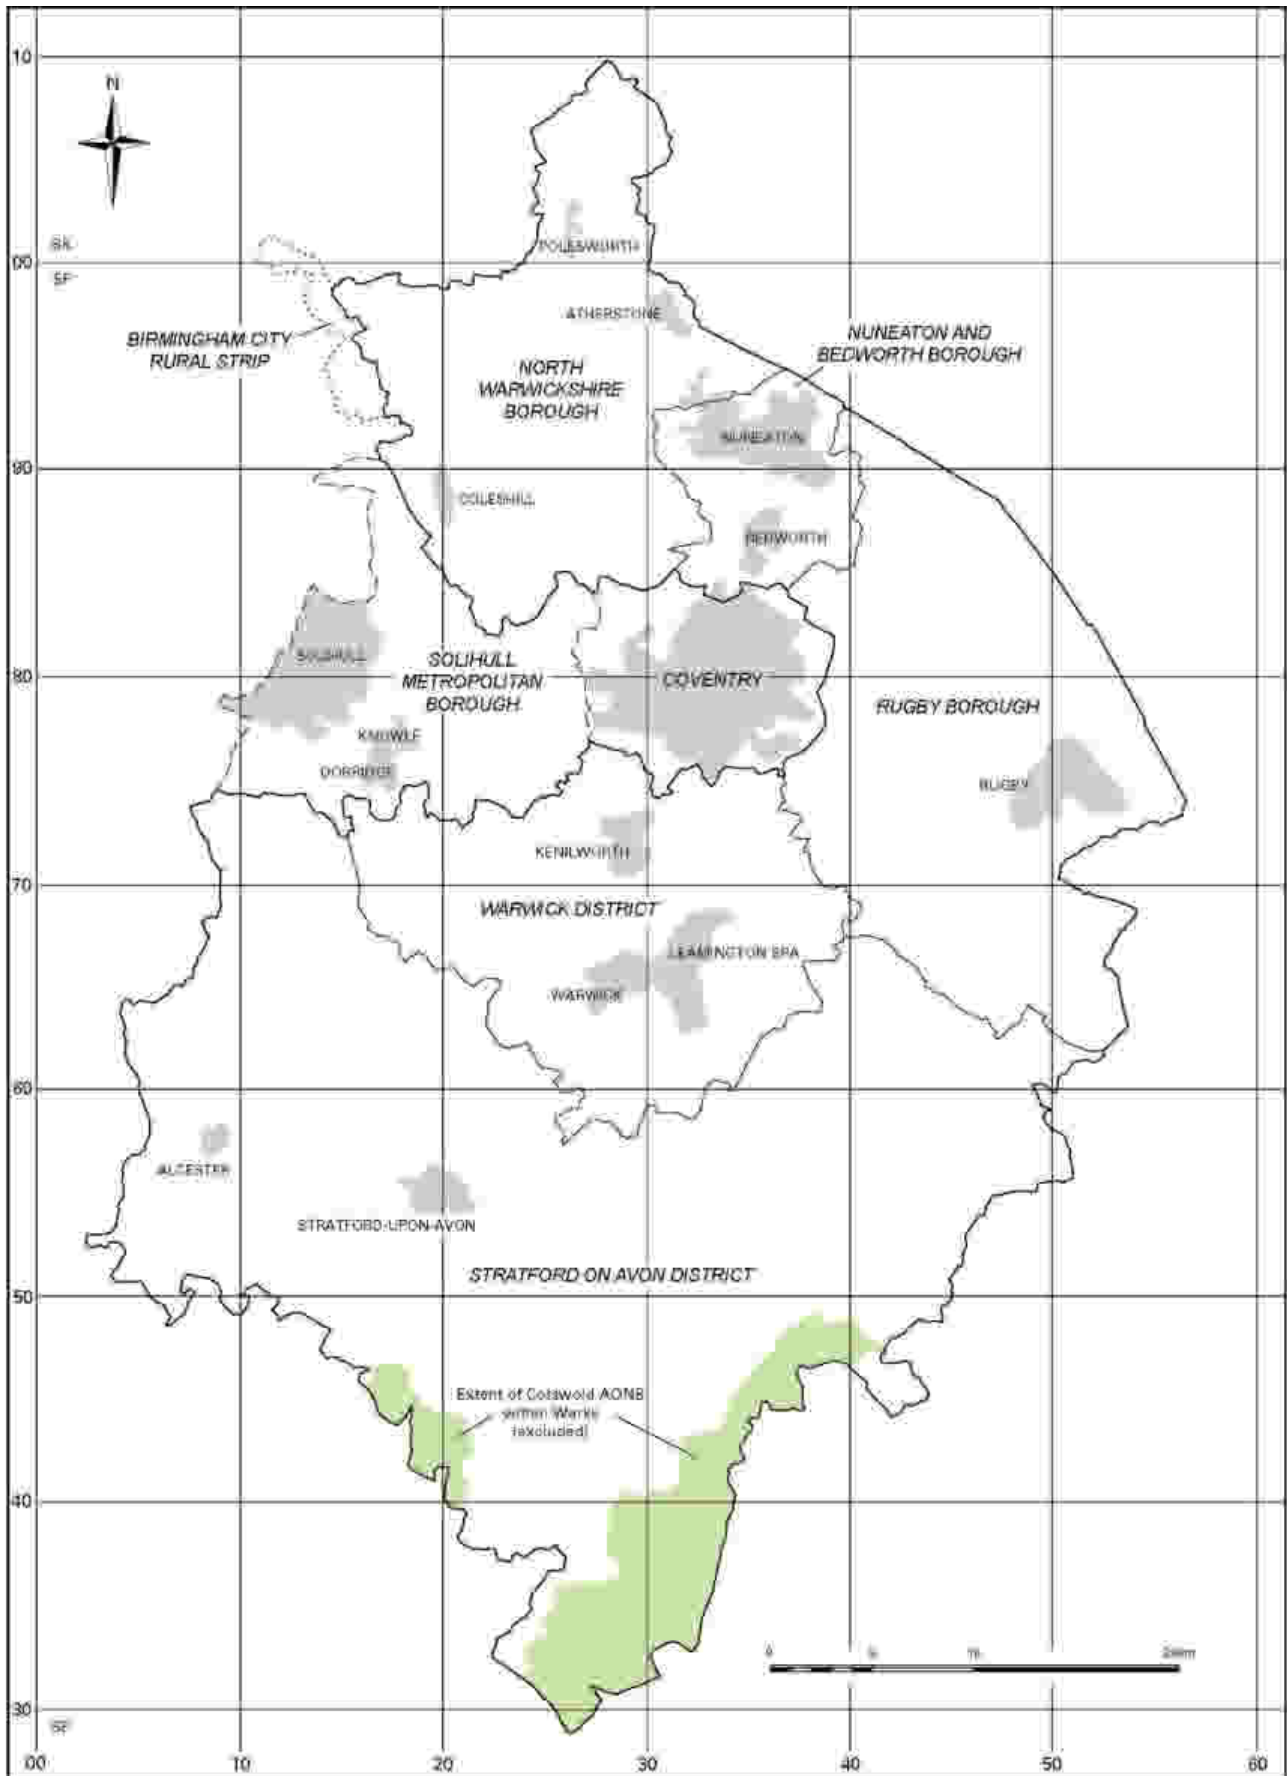 10
N
SK
00
SP
POLESWORTH
ATHERSTONE
BIRMINGHAM CITY
RURAL STRIP
NUNEATON AND
BEDWORTH BOROUGH
NORTH
WARWICKSHIRE
BOROUGH
NUNEATON
90
COLESHILL
BEDWORTH
SOLIHULL
SOLIHULL
METROPOLITAN
BOROUGH
80
COVENTRY
RUGBY BOROUGH
KNOWLE
DORRIDGE
RUGBY
KENILWORTH
70
WARWICK DISTRICT
LEAMINGTON SPA
WARWICK
60
ALCESTER
STRATFORD-UPON-AVON
STRATFORD ON AVON DISTRICT
50
Extent of Cotswold AONB
within Warks
(excluded)
40
0
5
10
20km
30
SP
00
10
20
30
40
50
60